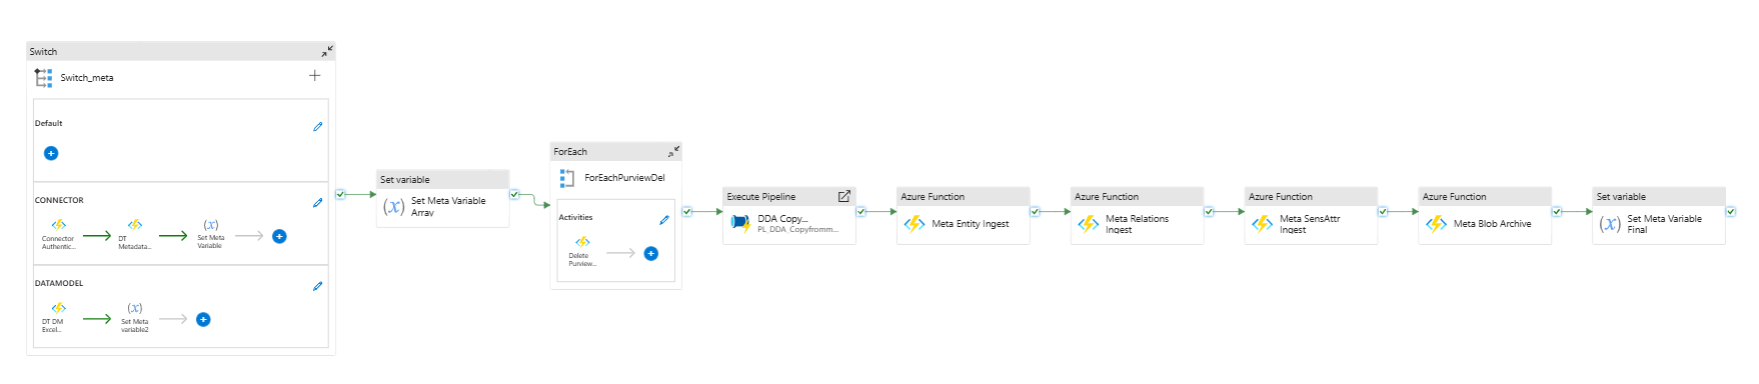 Switch
Switch_meta
Default
CONNECTOR
Connector
Authentic...
DT
Metadata...
(x)
Set Meta
Variable
DATAMODEL
DT DM
Excel...
(x)
Set Meta
variable2
Set variable
(x)
Set Meta Variable
Array
ForEach
ForEachPurviewDel
Activities
Delete
Purview...
Execute Pipeline
DDA Copy...
PL_DDA_Copyfromm...
Azure Function
Meta Entity Ingest
Azure Function
Meta Relations
Ingest
Azure Function
Meta SensAttr
Ingest
Azure Function
Meta Blob Archive
Set variable
(x)
Set Meta Variable
Final